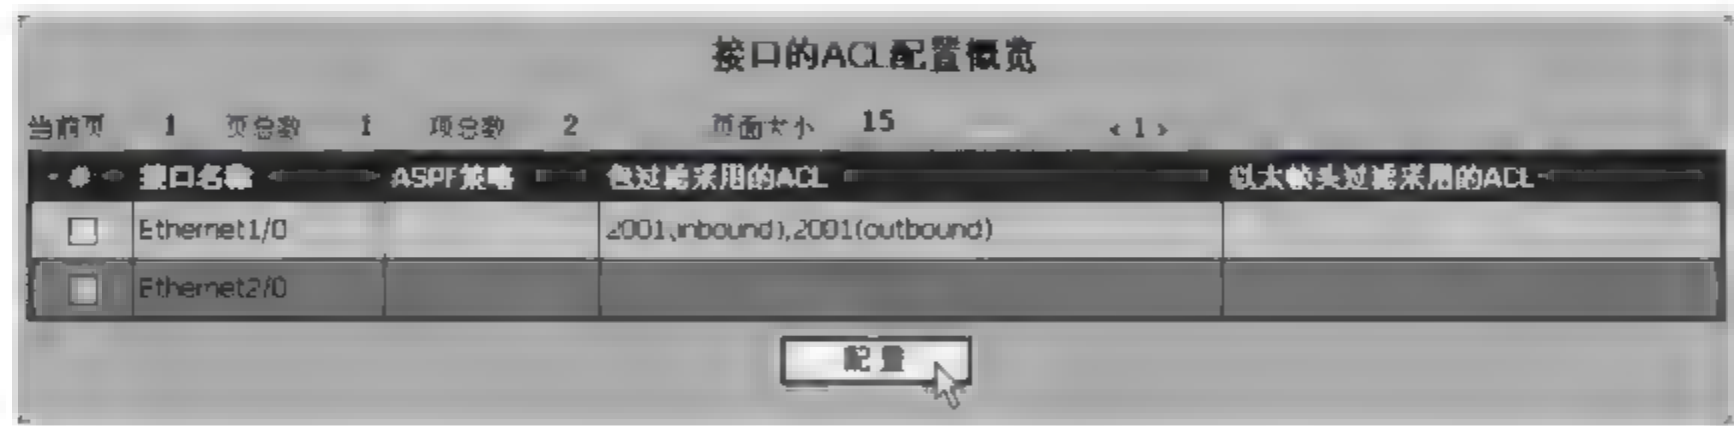 接口的ACL配置概览
当前页 1 页总数 1 项总数 2 页面大小 15 < 1 >
# 接口名称 ASPF策略 包过滤采用的ACL 以太帧头过滤采用的ACL
Ethernet1/0 2001(inbound),2001(outbound)
Ethernet2/0
配置